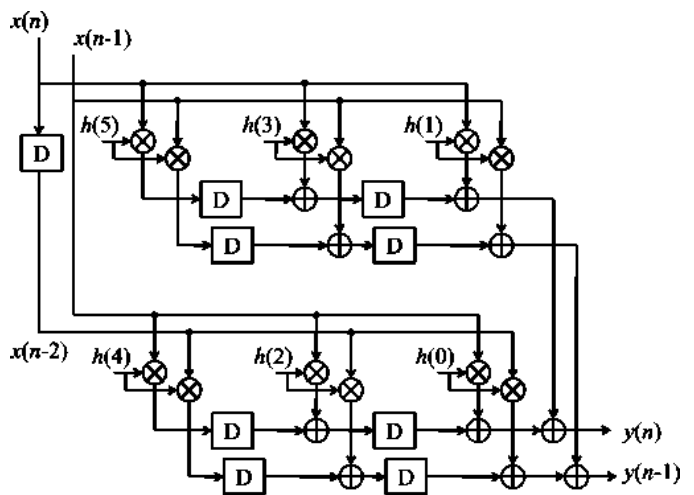 x(n)
x(n-1)
h(5)
h(3)
h(1)
D
D
D
D
D
x(n-2)
h(4)
h(2)
h(0)
D
D
y(n)
D
D
y(n-1)